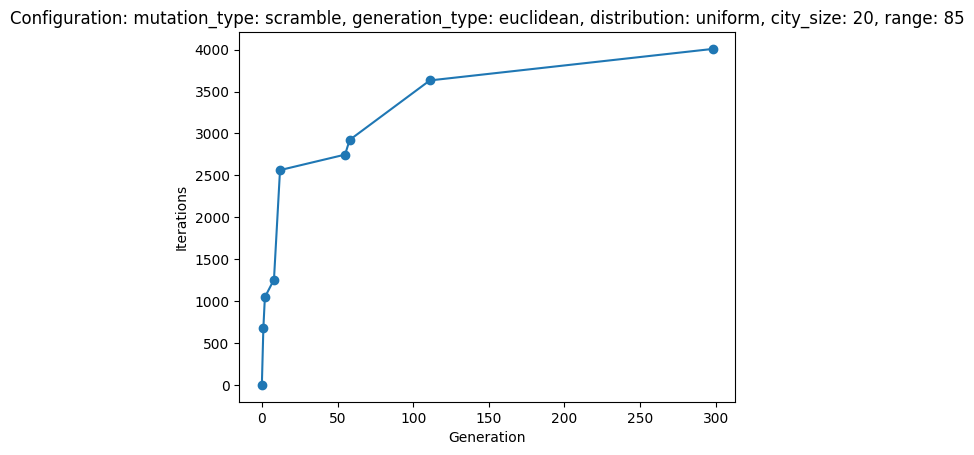 Configuration: mutation_type: scramble, generation_type: euclidean, distribution: uniform, city_size: 20, range: 85
4000
3500
3000
2500
2000
1500
1000
500
0
Iterations
0 50 100 150 200 250 300
Generation